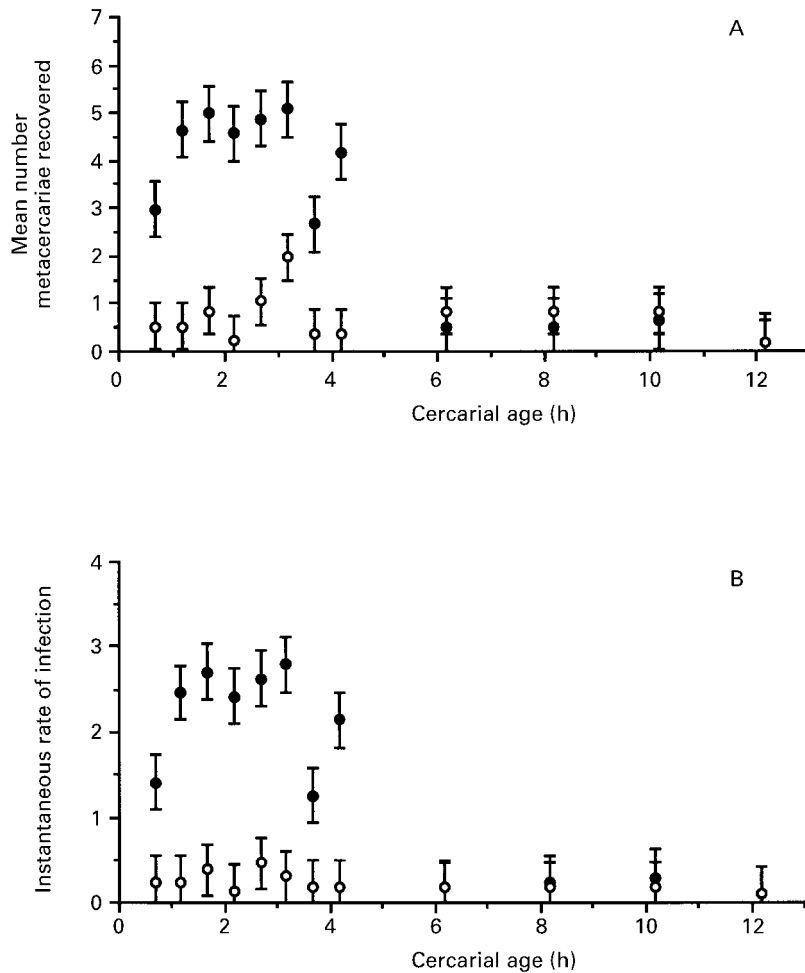 A
7
6
5
4
3
2
1
0
Mean number
metacercariae recovered
0 2 4 6 8 10 12
Cercarial age (h)
B
4
3
2
1
0
Instantaneous rate of infection
0 2 4 6 8 10 12
Cercarial age (h)